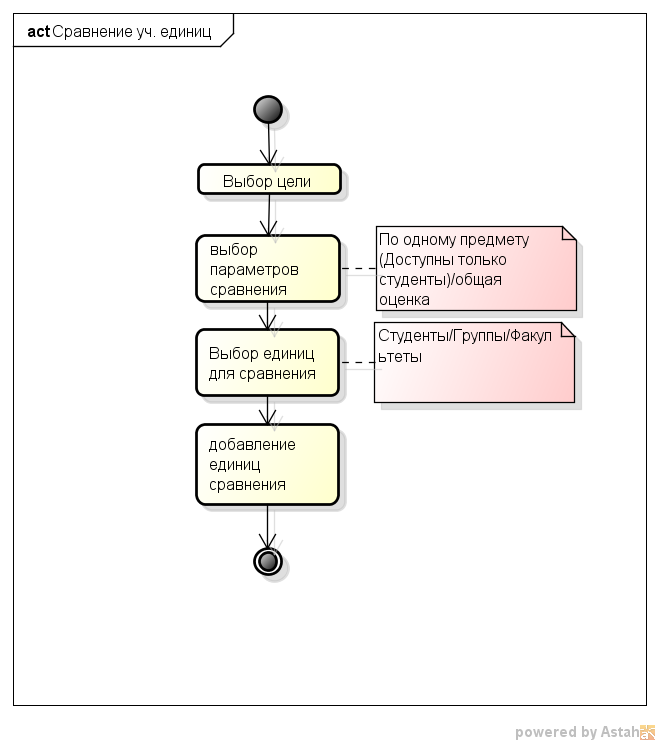 act Сравнение уч. единиц
Выбор цели
выбор
параметров
сравнения
По одному предмету
(Доступны только
студенты)/общая
оценка
Выбор единиц
для сравнения
Студенты/Группы/Факул
ьтеты
добавление
единиц
сравнения
powered by Astah